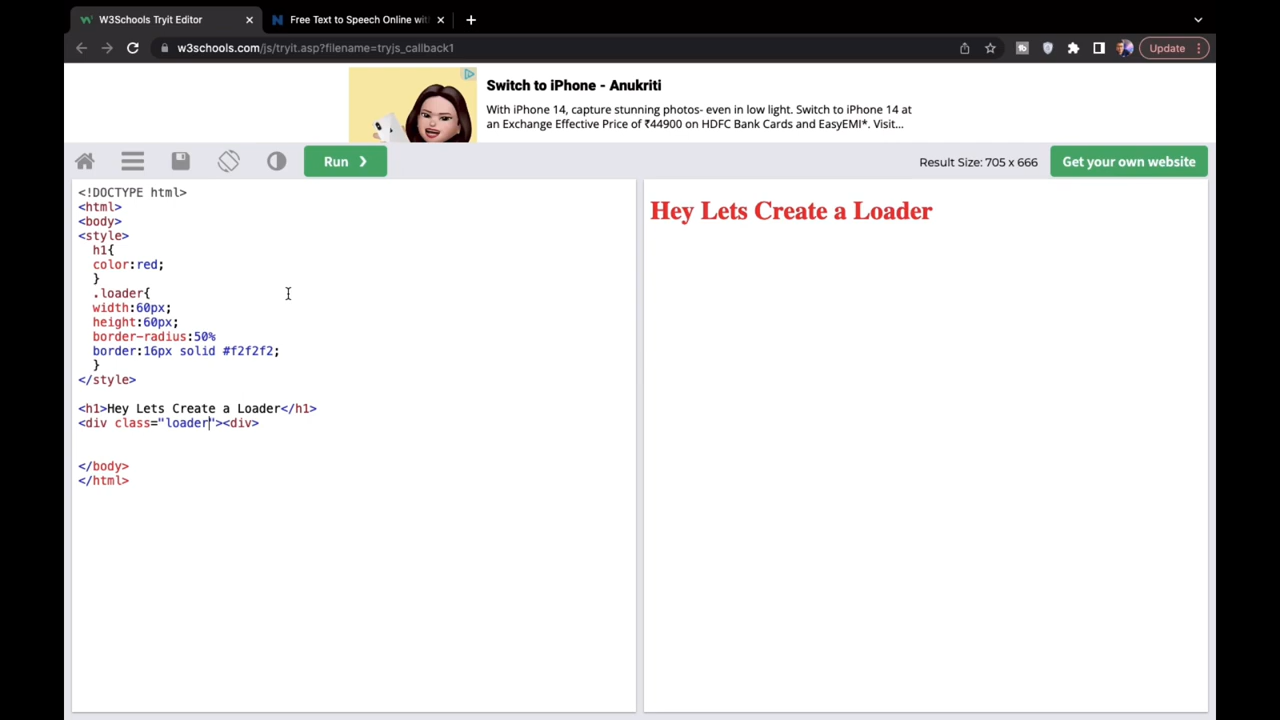 W3Schools Tryit Editor
Free Text to Speech Online wit
w3schools.com/js/tryit.asp?filename=tryjs_callback1
Update
Switch to iPhone - Anukriti
With iPhone 14, capture stunning photos- even in low light. Switch to iPhone 14 at
an Exchange Effective Price of ₹44900 on HDFC Bank Cards and EasyEMI*. Visit...
Run ❯
Result Size: 705 x 666
Get your own website
<!DOCTYPE html>
<html>
<body>
<style>
h1{
color:red;
}
.loader{
width:60px;
height:60px;
border-radius:50%
border:16px solid #f2f2f2;
}
</style>
<h1>Hey Lets Create a Loader</h1>
<div class="loader"><div>
</body>
</html>
Hey Lets Create a Loader